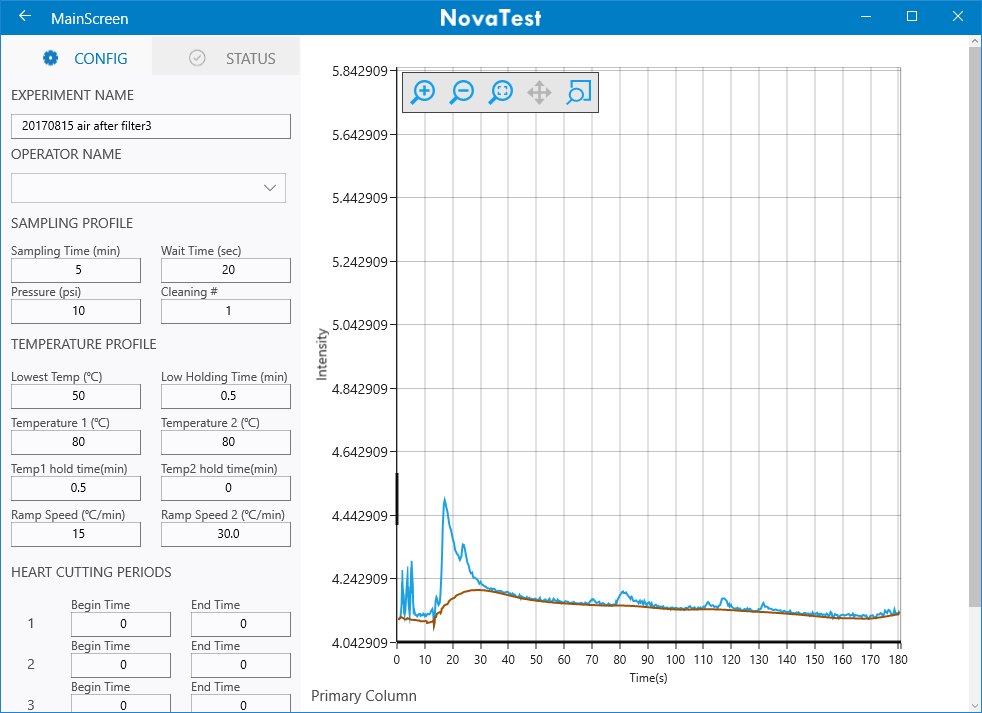 MainScreen
NovaTest
CONFIG
STATUS
EXPERIMENT NAME
20170815 air after filter3
OPERATOR NAME
SAMPLING PROFILE
Sampling Time (min) Wait Time (sec)
5 20
Pressure (psi) Cleaning #
10 1
TEMPERATURE PROFILE
Lowest Temp (℃) Low Holding Time (min)
50 0.5
Temperature 1 (℃) Temperature 2 (℃)
80 80
Temp1 hold time(min) Temp2 hold time(min)
0.5 0
Ramp Speed (℃/min) Ramp Speed 2 (℃/min)
15 30.0
HEART CUTTING PERIODS
Begin Time End Time
1 0 0
Begin Time End Time
2 0 0
Begin Time End Time
3 0 0
5.842909
5.642909
5.442909
5.242909
5.042909
4.842909
4.642909
4.442909
4.242909
4.042909
Intensity
0 10 20 30 40 50 60 70 80 90 100 110 120 130 140 150 160 170 180
Time(s)
Primary Column